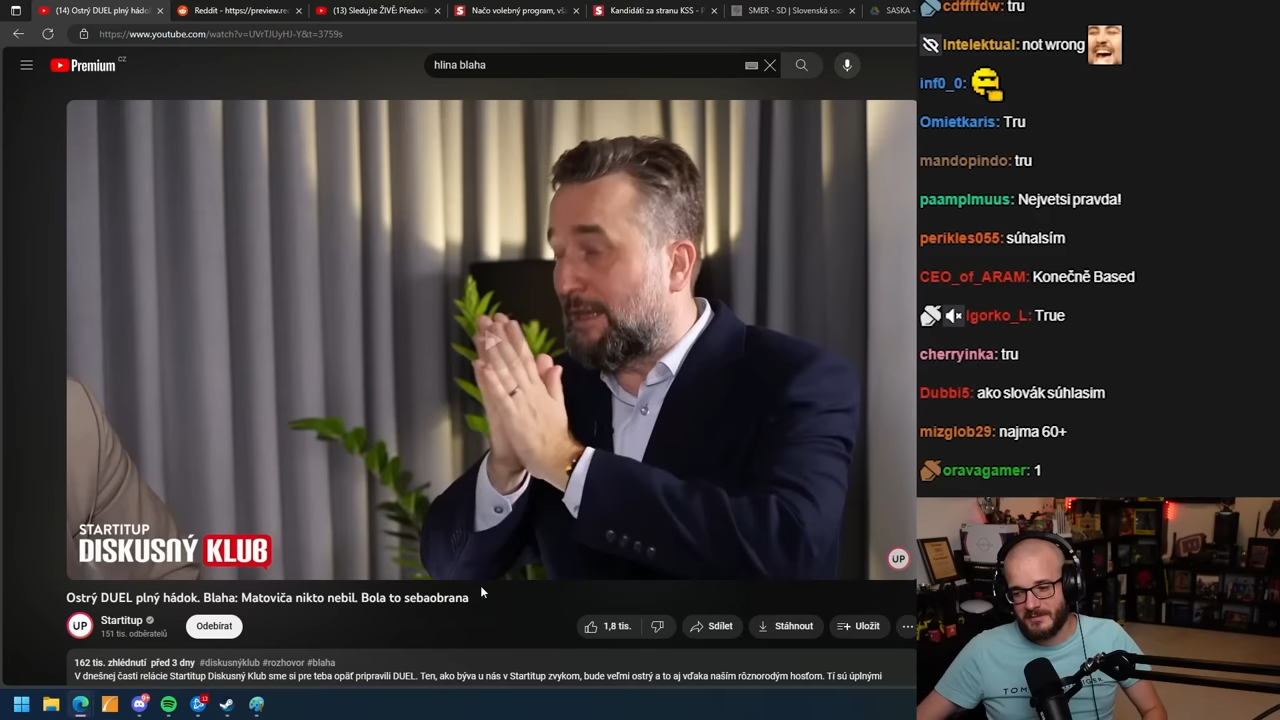 (14) Ostrý DUEL plný hádok
Reddit - https://preview.re
(13) Sledujte ŽIVĚ Předvol
Načo volebný program, vš
Kandidáti za stranu KSS - P
SMER - SD | Slovenská soc
SASKA -
https://www.youtube.com/watch?v=UVrTJUyHJ-Y&t=3759s
Premium CZ
hlina blaha
STARTITUP
DISKUSNÝ KLUB
UP
Ostrý DUEL plný hádok. Blaha: Matoviča nikto nebil. Bola to sebaobrana
UP
Startitup
151 tis. odběratelů
Odebírat
1,8 tis.
Sdílet
Stáhnout
Uložit
162 tis. zhlédnutí před 3 dny #diskusnýklub #rozhovor #blaha
V dnešnej časti relácie Startitup Diskusný Klub sme si pre teba opäť pripravili DUEL. Ten, ako býva u nás v Startitup zvykom, bude veľmi ostrý a to aj vďaka našim rôznorodým hosťom. Tí sú úplnými
cdffffdw: tru
Intelektual: not wrong
inf0_0:
Omietkaris: Tru
mandopindo: tru
paamplmuus: Nejvetsi pravda!
perikles055: súhalsím
CEO_of_ARAM: Konečně Based
Igorko_L: True
cherryinka: tru
Dubbi5: ako slovák súhlasim
mizglob29: najma 60+
oravagamer: 1